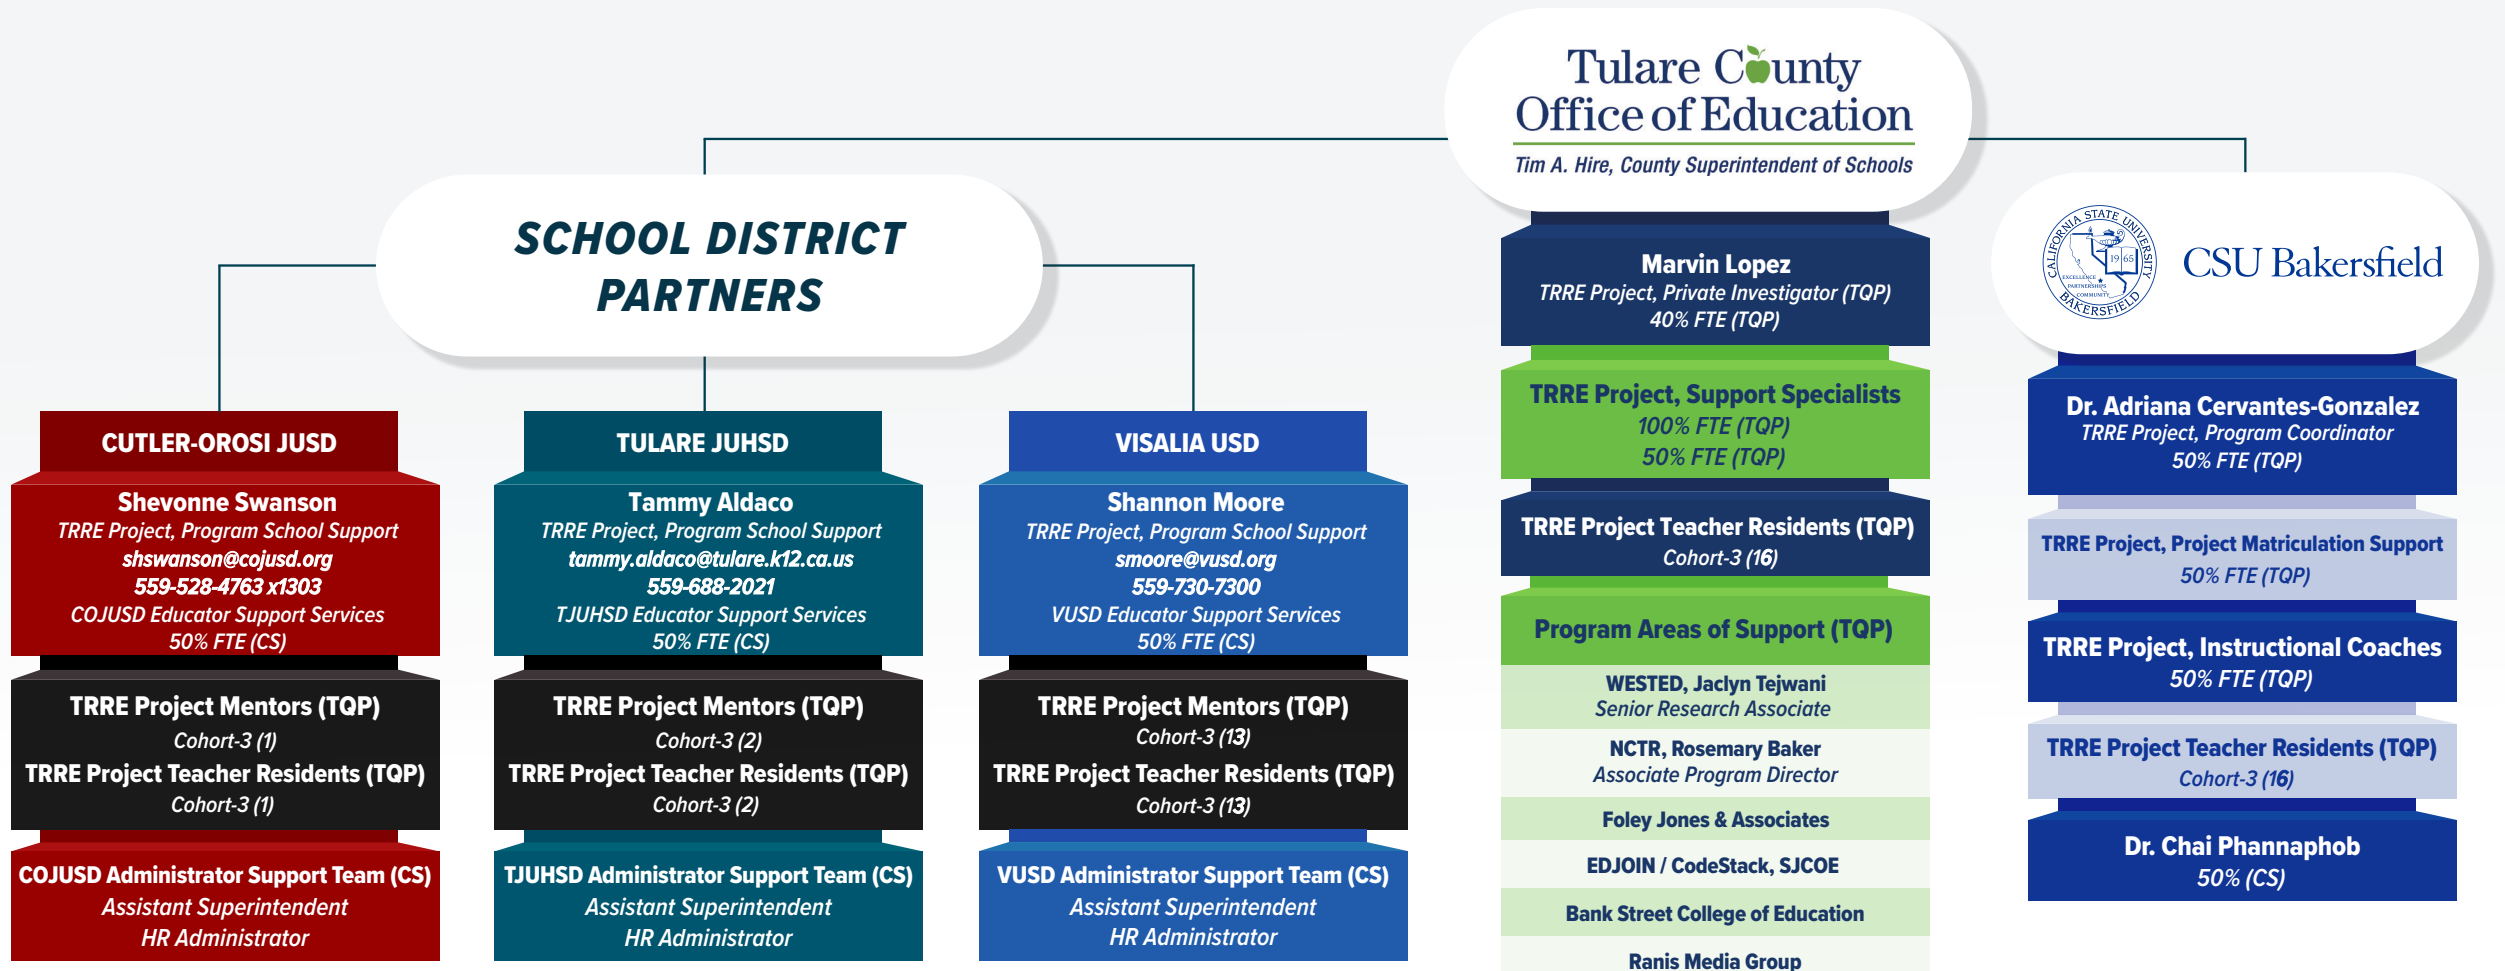 Tulare County
Office of Education
Tim A. Hire, County Superintendent of Schools
SCHOOL DISTRICT
PARTNERS
CUTLER-OROSI JUSD
Shevonne Swanson
TRRE Project, Program School Support
shswanson@cojusd.org
559-528-4763 x1303
COJUSD Educator Support Services
50% FTE (CS)
TRRE Project Mentors (TQP)
Cohort-3 (1)
TRRE Project Teacher Residents (TQP)
Cohort-3 (1)
COJUSD Administrator Support Team (CS)
Assistant Superintendent
HR Administrator
TULARE JUHSD
Tammy Aldaco
TRRE Project, Program School Support
tammy.aldaco@tulare.k12.ca.us
559-688-2021
TJUHSD Educator Support Services
50% FTE (CS)
TRRE Project Mentors (TQP)
Cohort-3 (2)
TRRE Project Teacher Residents (TQP)
Cohort-3 (2)
TJUHSD Administrator Support Team (CS)
Assistant Superintendent
HR Administrator
VISALIA USD
Shannon Moore
TRRE Project, Program School Support
smoore@vusd.org
559-730-7300
VUSD Educator Support Services
50% FTE (CS)
TRRE Project Mentors (TQP)
Cohort-3 (13)
TRRE Project Teacher Residents (TQP)
Cohort-3 (13)
VUSD Administrator Support Team (CS)
Assistant Superintendent
HR Administrator
Marvin Lopez
TRRE Project, Private Investigator (TQP)
40% FTE (TQP)
TRRE Project, Support Specialists
100% FTE (TQP)
50% FTE (TQP)
TRRE Project Teacher Residents (TQP)
Cohort-3 (16)
Program Areas of Support (TQP)
WESTED, Jaclyn Tejwani
Senior Research Associate
NCTR, Rosemary Baker
Associate Program Director
Foley Jones & Associates
EDJOIN / CodeStack, SJCOE
Bank Street College of Education
Ranis Media Group
CALIFORNIA STATE UNIVERSITY
19 65
EXCELLENCE
PARTNERSHIPS
COMMUNITY
BAKERSFIELD
CSU Bakersfield
Dr. Adriana Cervantes-Gonzalez
TRRE Project, Program Coordinator
50% FTE (TQP)
TRRE Project, Project Matriculation Support
50% FTE (TQP)
TRRE Project, Instructional Coaches
50% FTE (TQP)
TRRE Project Teacher Residents (TQP)
Cohort-3 (16)
Dr. Chai Phannaphob
50% (CS)